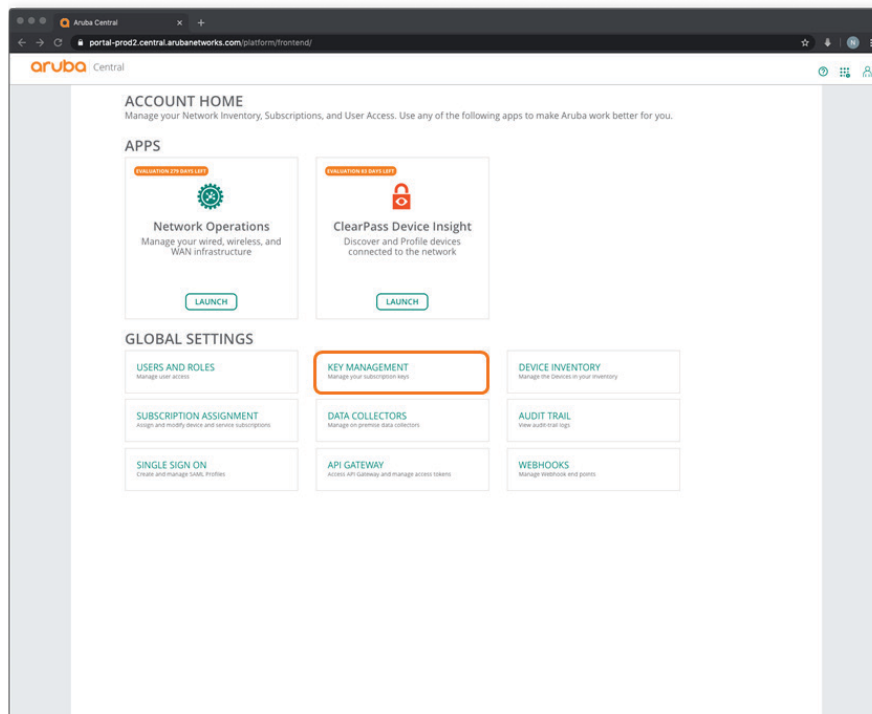 Aruba Central
portal-prod2.central.arubanetworks.com/platform/frontend/
N
aruba Central
ACCOUNT HOME
Manage your Network Inventory, Subscriptions, and User Access. Use any of the following apps to make Aruba work better for you.
APPS
EVALUATION 279 DAYS LEFT
Network Operations
Manage your wired, wireless, and
WAN infrastructure
LAUNCH
EVALUATION 83 DAYS LEFT
ClearPass Device Insight
Discover and Profile devices
connected to the network
LAUNCH
GLOBAL SETTINGS
USERS AND ROLES
Manage user access
KEY MANAGEMENT
Manage your subscription keys
DEVICE INVENTORY
Manage the Devices in your inventory
SUBSCRIPTION ASSIGNMENT
Assign and modify device and service subscriptions
DATA COLLECTORS
Manage on premise data collectors
AUDIT TRAIL
View audit trail logs
SINGLE SIGN ON
Create and manage SAML Profiles
API GATEWAY
Access API Gateway and manage access tokens
WEBHOOKS
Manage Webhook end points